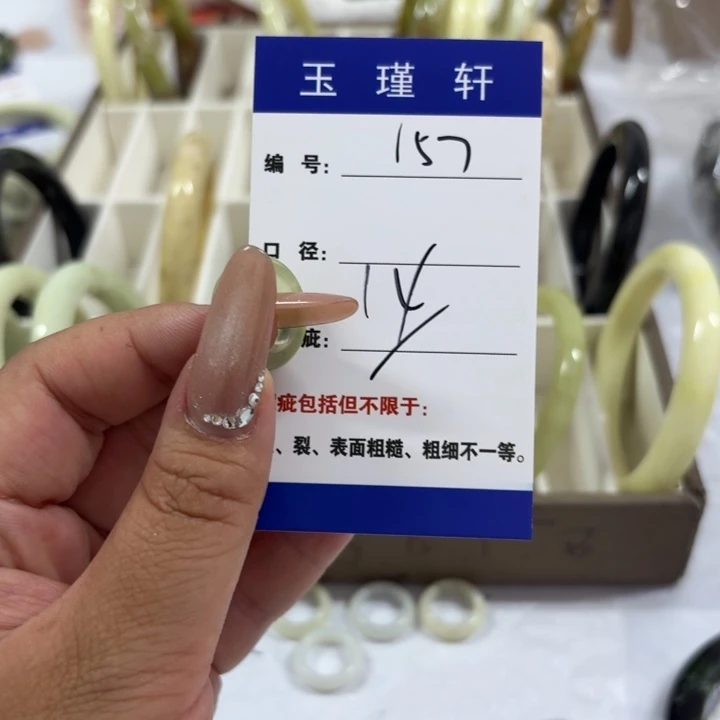 玉瑾轩
编号: 157
口径:
14
疵:
疵包括但不限于:
、裂、表面粗糙、粗细不一等。